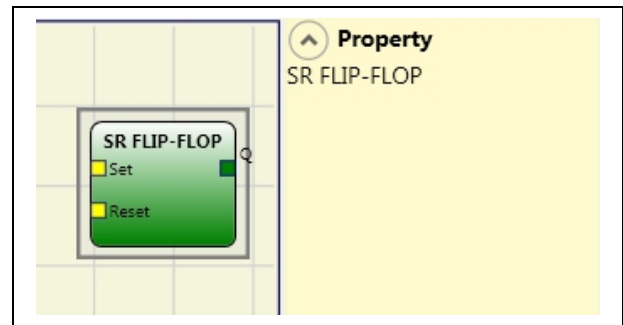 Property
SR FLIP-FLOP
SR FLIP-FLOP
Q
Set
Reset